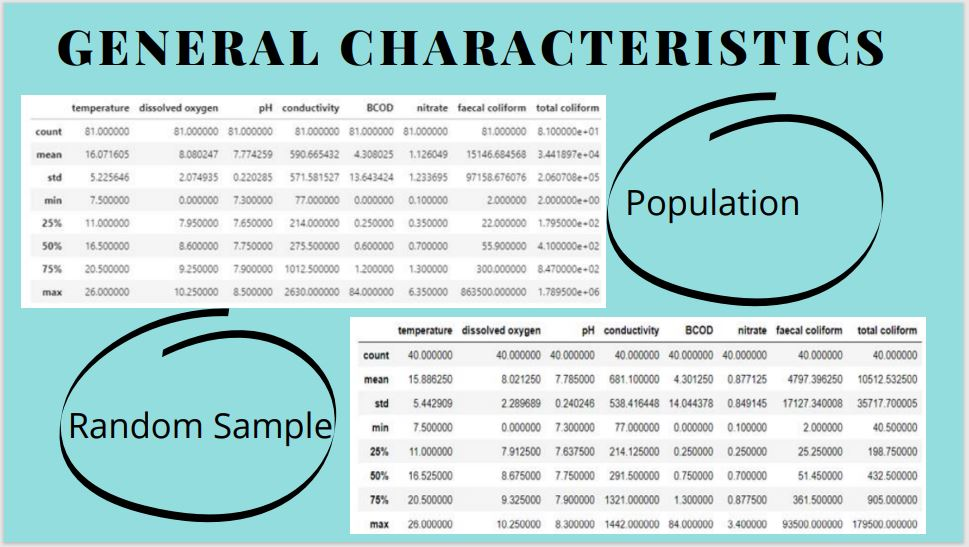 GENERAL CHARACTERISTICS
temperature dissolved oxygen pH conductivity BCOD nitrate faecal coliform total coliform
count 81.000000 81.000000 81.000000 81.000000 81.000000 81.000000 81.000000 8.100000e+01
mean 16.071605 8.080247 7.774259 590.665432 4.308025 1.126049 15146.684568 3.441897e+04
std 5.225646 2.074935 0.220285 571.581527 13.643424 1.233695 97158.676076 2.060708e+05
min 7.500000 0.000000 7.300000 77.000000 0.000000 0.100000 2.000000 2.000000e+00
25% 11.000000 7.950000 7.650000 214.000000 0.250000 0.350000 22.000000 1.795000e+02
50% 16.500000 8.600000 7.750000 275.500000 0.600000 0.700000 55.900000 4.100000e+02
75% 20.500000 9.250000 7.900000 1012.500000 1.200000 1.300000 300.000000 8.470000e+02
max 26.000000 10.250000 8.500000 2630.000000 84.000000 6.350000 863500.000000 1.789500e+06
Population
Random Sample
temperature dissolved oxygen pH conductivity BCOD nitrate faecal coliform total coliform
count 40.000000 40.000000 40.000000 40.000000 40.000000 40.000000 40.000000 40.000000
mean 15.886250 8.021250 7.785000 681.100000 4.301250 0.877125 4797.396250 10512.532500
std 5.442909 2.289689 0.240246 538.416448 14.044378 0.849145 17127.340008 35717.700005
min 7.500000 0.000000 7.300000 77.000000 0.000000 0.100000 2.000000 40.500000
25% 11.000000 7.912500 7.637500 214.125000 0.250000 0.250000 25.250000 198.750000
50% 16.525000 8.675000 7.750000 291.500000 0.750000 0.700000 51.450000 432.500000
75% 20.500000 9.325000 7.900000 1321.000000 1.300000 0.877500 361.500000 905.000000
max 26.000000 10.250000 8.300000 1442.000000 84.000000 3.400000 93500.000000 179500.000000